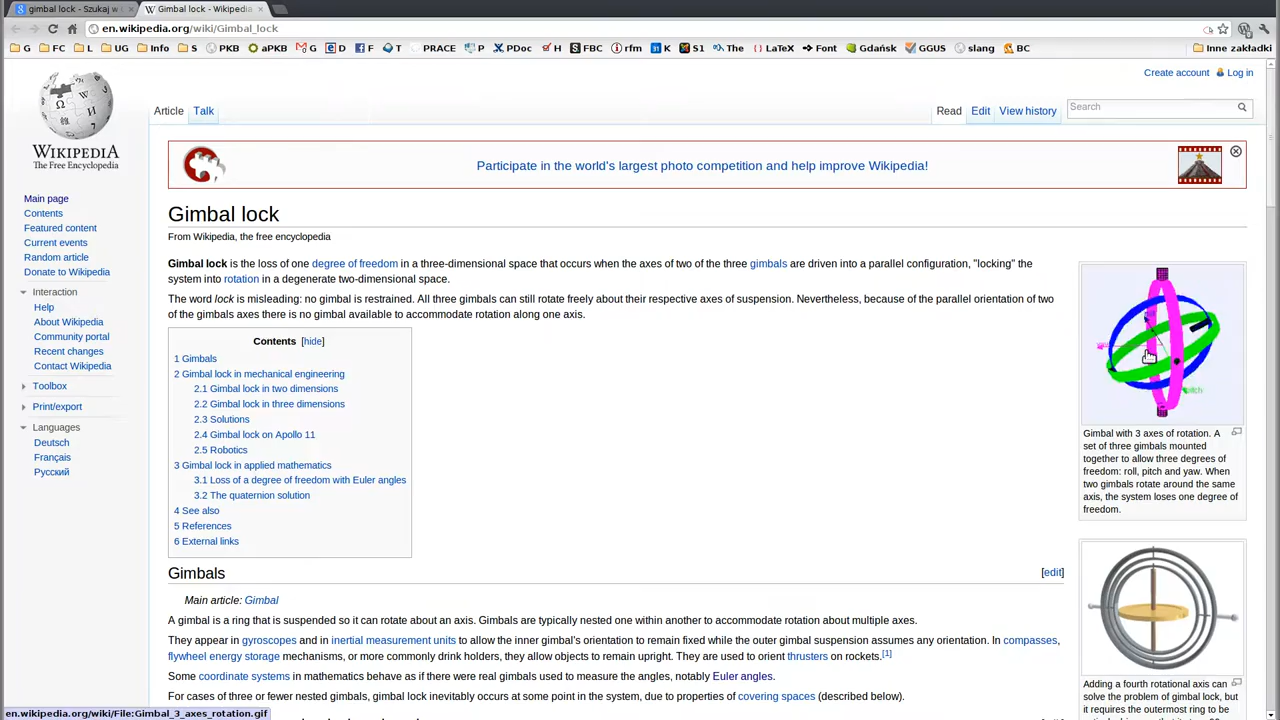 gimbal lock - Szukaj w
Gimbal lock - Wikipedia
en.wikipedia.org/wiki/Gimbal_lock
G FC L UG Info S PKB aPKB G D F T PRACE P PDoc H FBC rfm K S1 The LaTeX Font Gdańsk GGUS slang BC Inne zakładki
Create account Log in
Article Talk Read Edit View history Search
WIKIPEDIA
The Free Encyclopedia
Participate in the world's largest photo competition and help improve Wikipedia!
Main page
Contents
Featured content
Current events
Random article
Donate to Wikipedia
Interaction
Help
About Wikipedia
Community portal
Recent changes
Contact Wikipedia
Toolbox
Print/export
Languages
Deutsch
Français
Русский
Gimbal lock
From Wikipedia, the free encyclopedia
Gimbal lock is the loss of one degree of freedom in a three-dimensional space that occurs when the axes of two of the three gimbals are driven into a parallel configuration, "locking" the
system into rotation in a degenerate two-dimensional space.
The word lock is misleading: no gimbal is restrained. All three gimbals can still rotate freely about their respective axes of suspension. Nevertheless, because of the parallel orientation of two
of the gimbals axes there is no gimbal available to accommodate rotation along one axis.
Contents [hide]
1 Gimbals
2 Gimbal lock in mechanical engineering
2.1 Gimbal lock in two dimensions
2.2 Gimbal lock in three dimensions
2.3 Solutions
2.4 Gimbal lock on Apollo 11
2.5 Robotics
3 Gimbal lock in applied mathematics
3.1 Loss of a degree of freedom with Euler angles
3.2 The quaternion solution
4 See also
5 References
6 External links
Gimbals [edit]
Main article: Gimbal
A gimbal is a ring that is suspended so it can rotate about an axis. Gimbals are typically nested one within another to accommodate rotation about multiple axes.
They appear in gyroscopes and in inertial measurement units to allow the inner gimbal's orientation to remain fixed while the outer gimbal suspension assumes any orientation. In compasses,
flywheel energy storage mechanisms, or more commonly drink holders, they allow objects to remain upright. They are used to orient thrusters on rockets.[1]
Some coordinate systems in mathematics behave as if there were real gimbals used to measure the angles, notably Euler angles.
For cases of three or fewer nested gimbals, gimbal lock inevitably occurs at some point in the system, due to properties of covering spaces (described below).
Gimbal with 3 axes of rotation. A
set of three gimbals mounted
together to allow three degrees of
freedom: roll, pitch and yaw. When
two gimbals rotate around the same
axis, the system loses one degree of
freedom.
Adding a fourth rotational axis can
solve the problem of gimbal lock, but
it requires the outermost ring to be
en.wikipedia.org/wiki/File:Gimbal_3_axes_rotation.gif